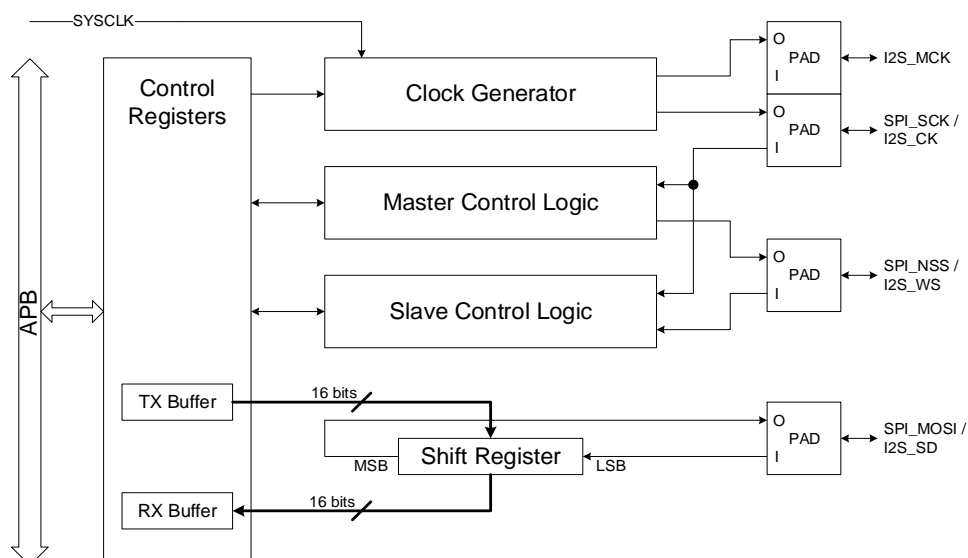 SYSCLK
APB
Control
Registers
Clock Generator
Master Control Logic
Slave Control Logic
TX Buffer
16 bits
MSB
Shift Register
LSB
RX Buffer
16 bits
O
I
PAD
I2S_MCK
O
I
PAD
SPI_SCK /
I2S_CK
O
I
PAD
SPI_NSS /
I2S_WS
O
I
PAD
SPI_MOSI /
I2S_SD